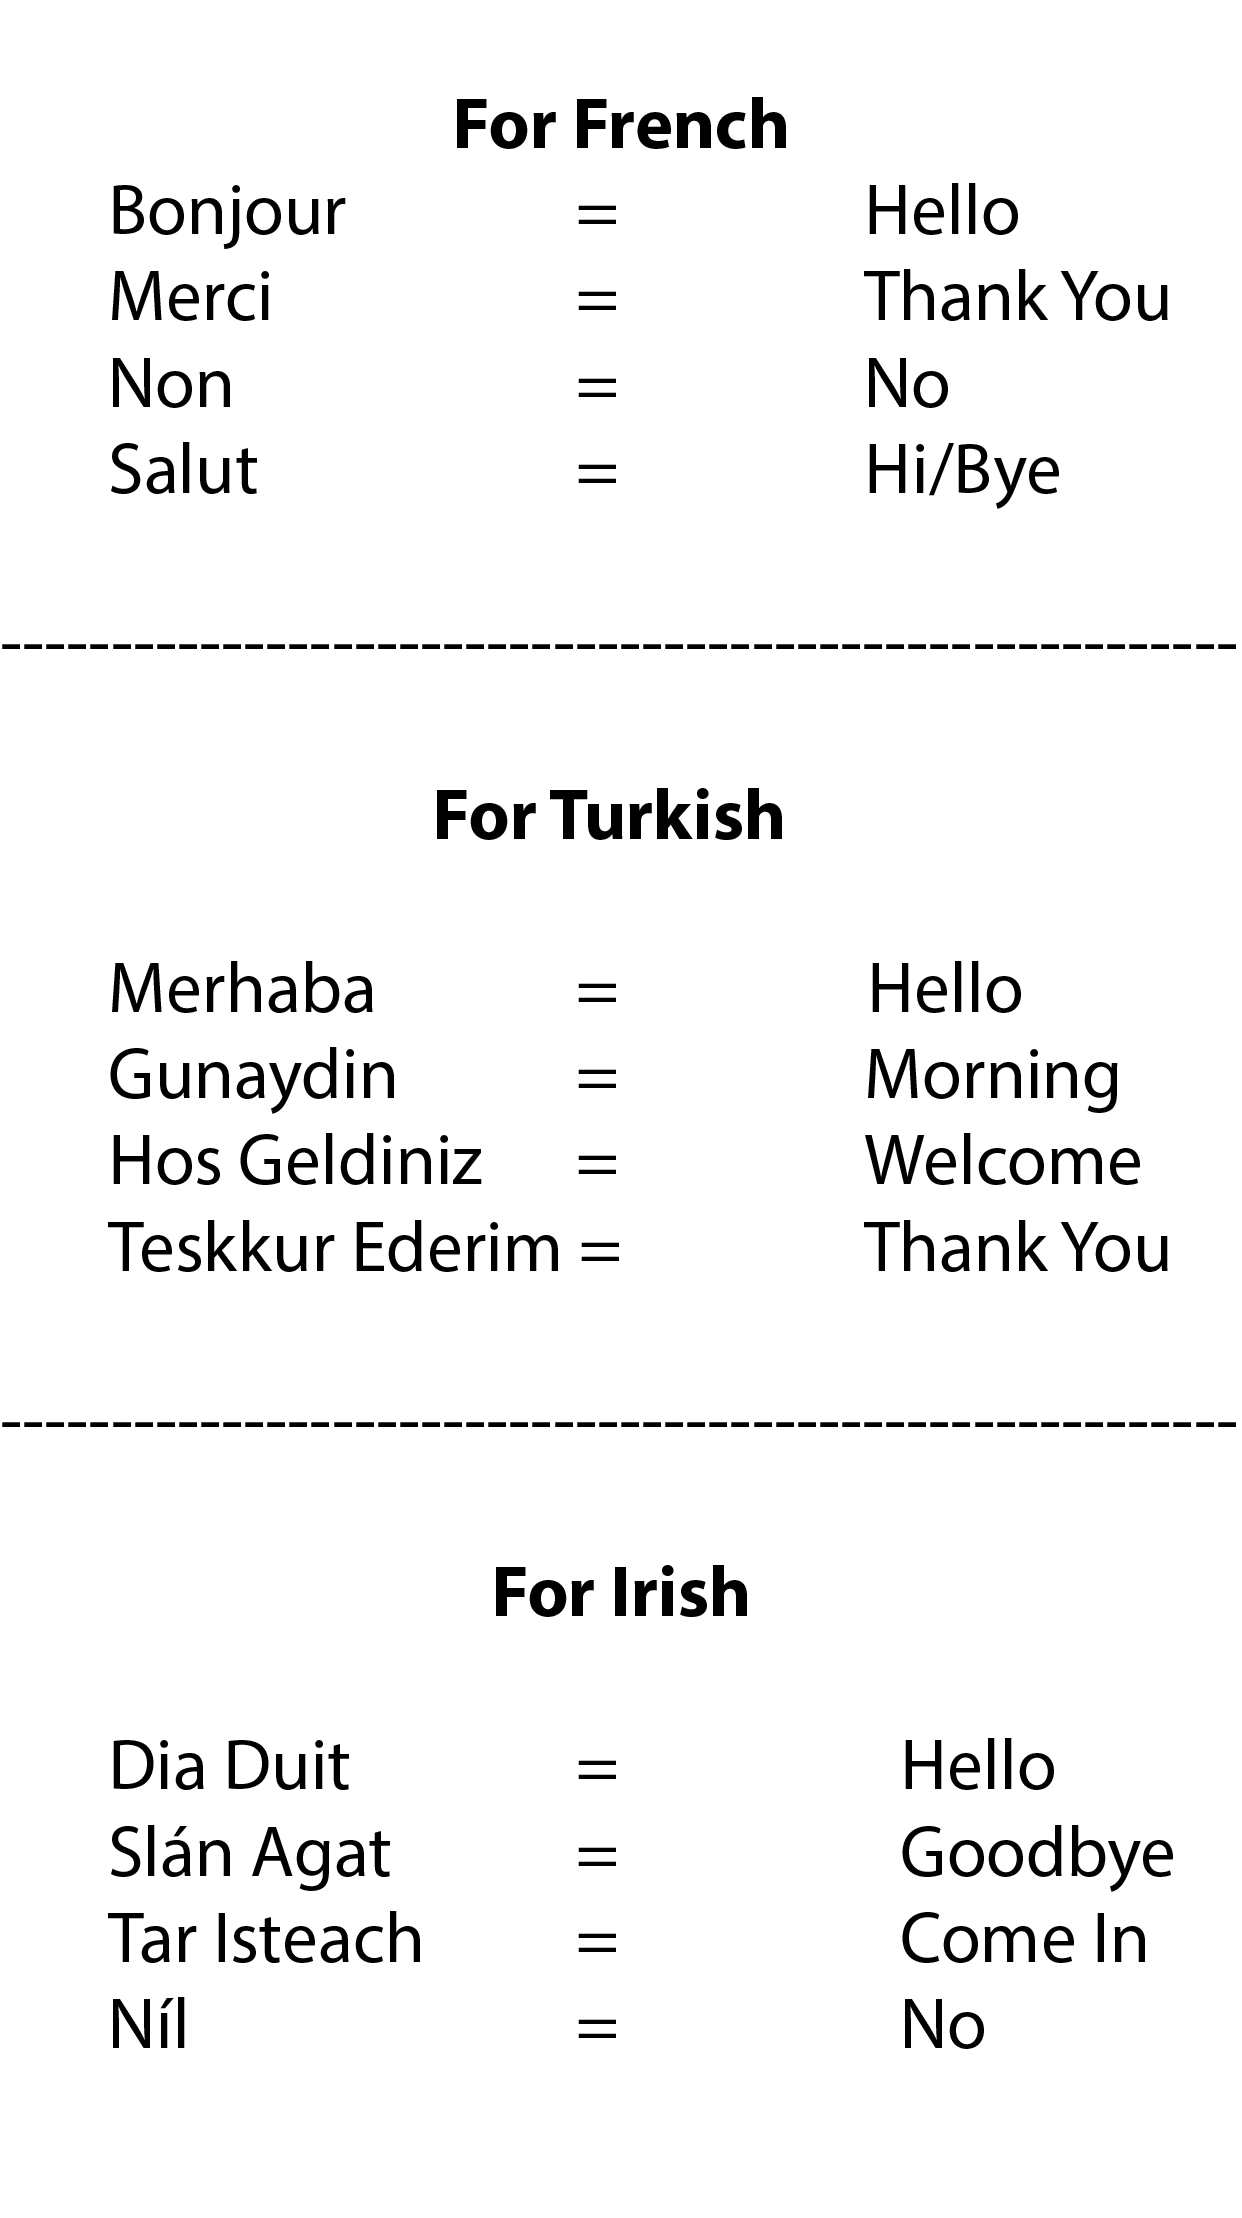 For French
Bonjour = Hello
Merci = Thank You
Non = No
Salut = Hi/Bye
--------------------------------------------------------
For Turkish
Merhaba = Hello
Gunaydin = Morning
Hos Geldiniz = Welcome
Teskkur Ederim = Thank You
--------------------------------------------------------
For Irish
Dia Duit = Hello
Slán Agat = Goodbye
Tar Isteach = Come In
Níl = No